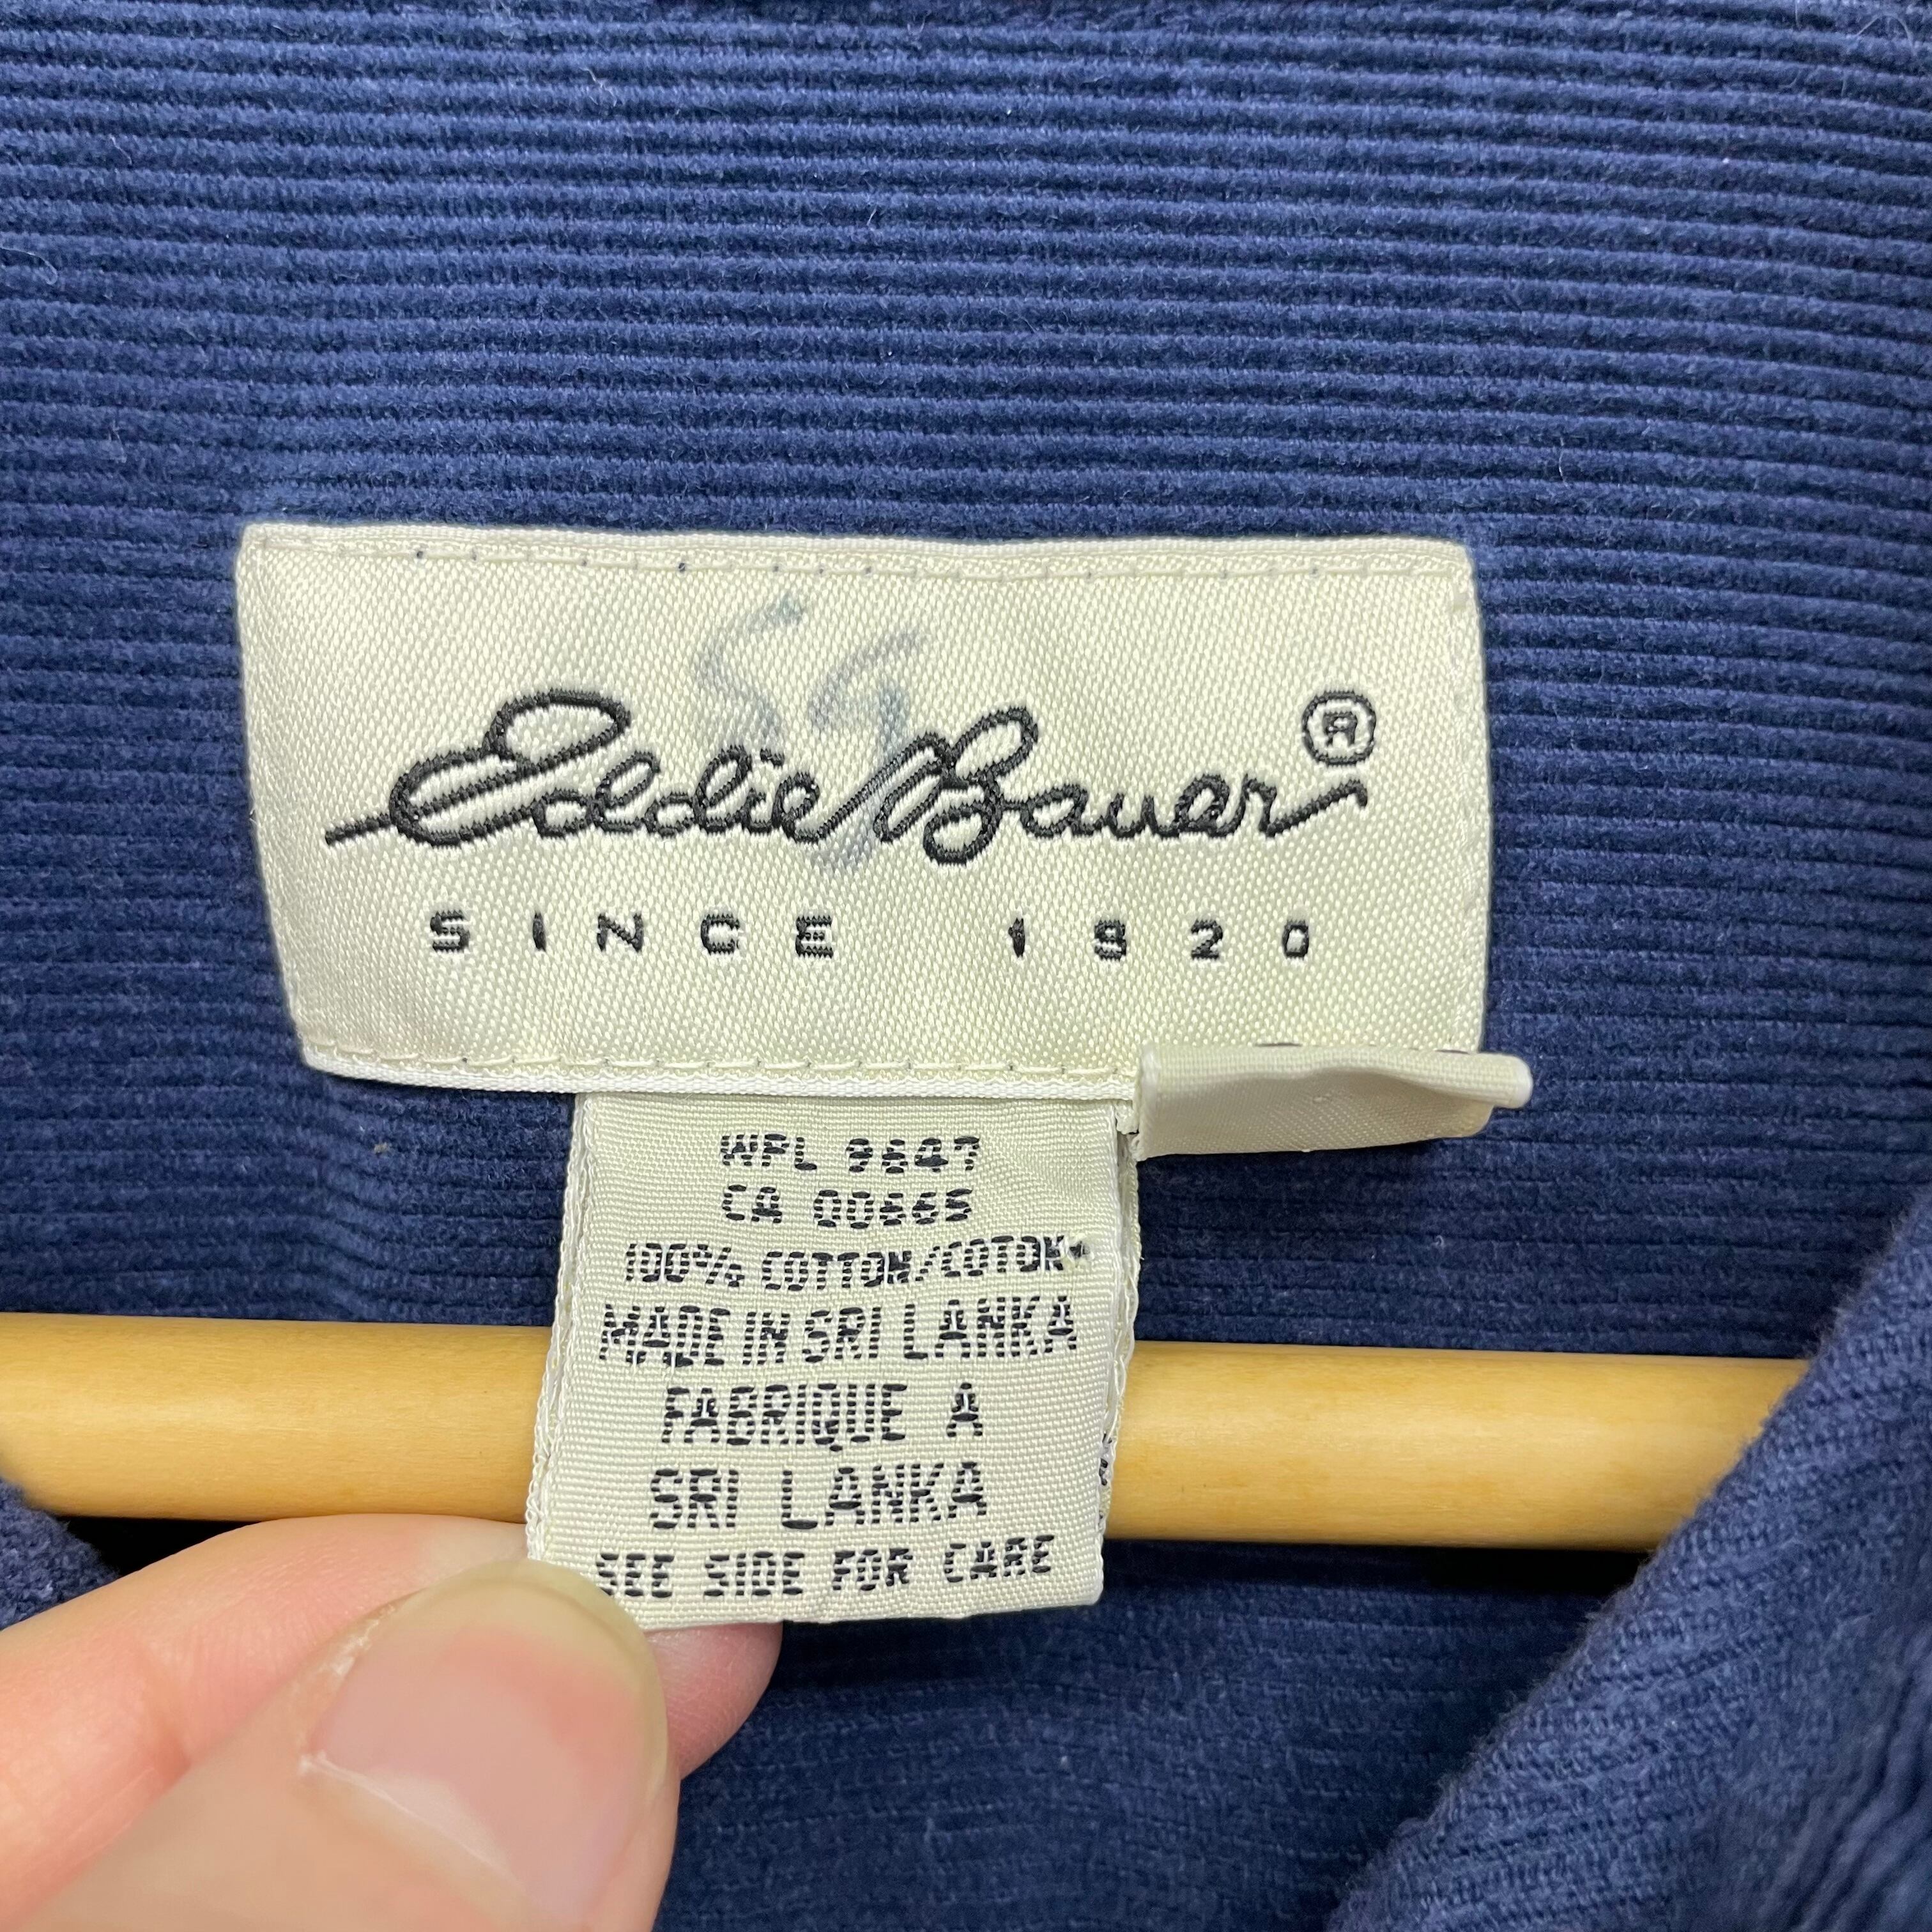 59
Eddie Bauer ®
SINCE 1920
WPL 9647
CA 00665
100% COTTON/COTON
MADE IN SRI LANKA
FABRIQUE A
SRI LANKA
SEE SIDE FOR CARE